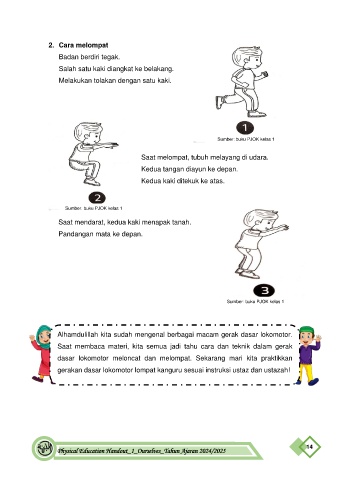 2. Cara melompat
Badan berdiri tegak.
Salah satu kaki diangkat ke belakang.
Melakukan tolakan dengan satu kaki.
1
Sumber: buku PJOK kelas 1
Saat melompat, tubuh melayang di udara.
Kedua tangan diayun ke depan.
Kedua kaki ditekuk ke atas.
2
Sumber: buku PJOK kelas 1
Saat mendarat, kedua kaki menapak tanah.
Pandangan mata ke depan.
3
Sumber: buku PJOK kelas 1
Alhamdulillah kita sudah mengenal berbagai macam gerak dasar lokomotor.
Saat membaca materi, kita semua jadi tahu cara dan teknik dalam gerak
dasar lokomotor meloncat dan melompat. Sekarang mari kita praktikkan
gerakan dasar lokomotor lompat kanguru sesuai instruksi ustaz dan ustazah!
Physical Education Handout_1_Ourselves_Tahun Ajaran 2024/2025
14